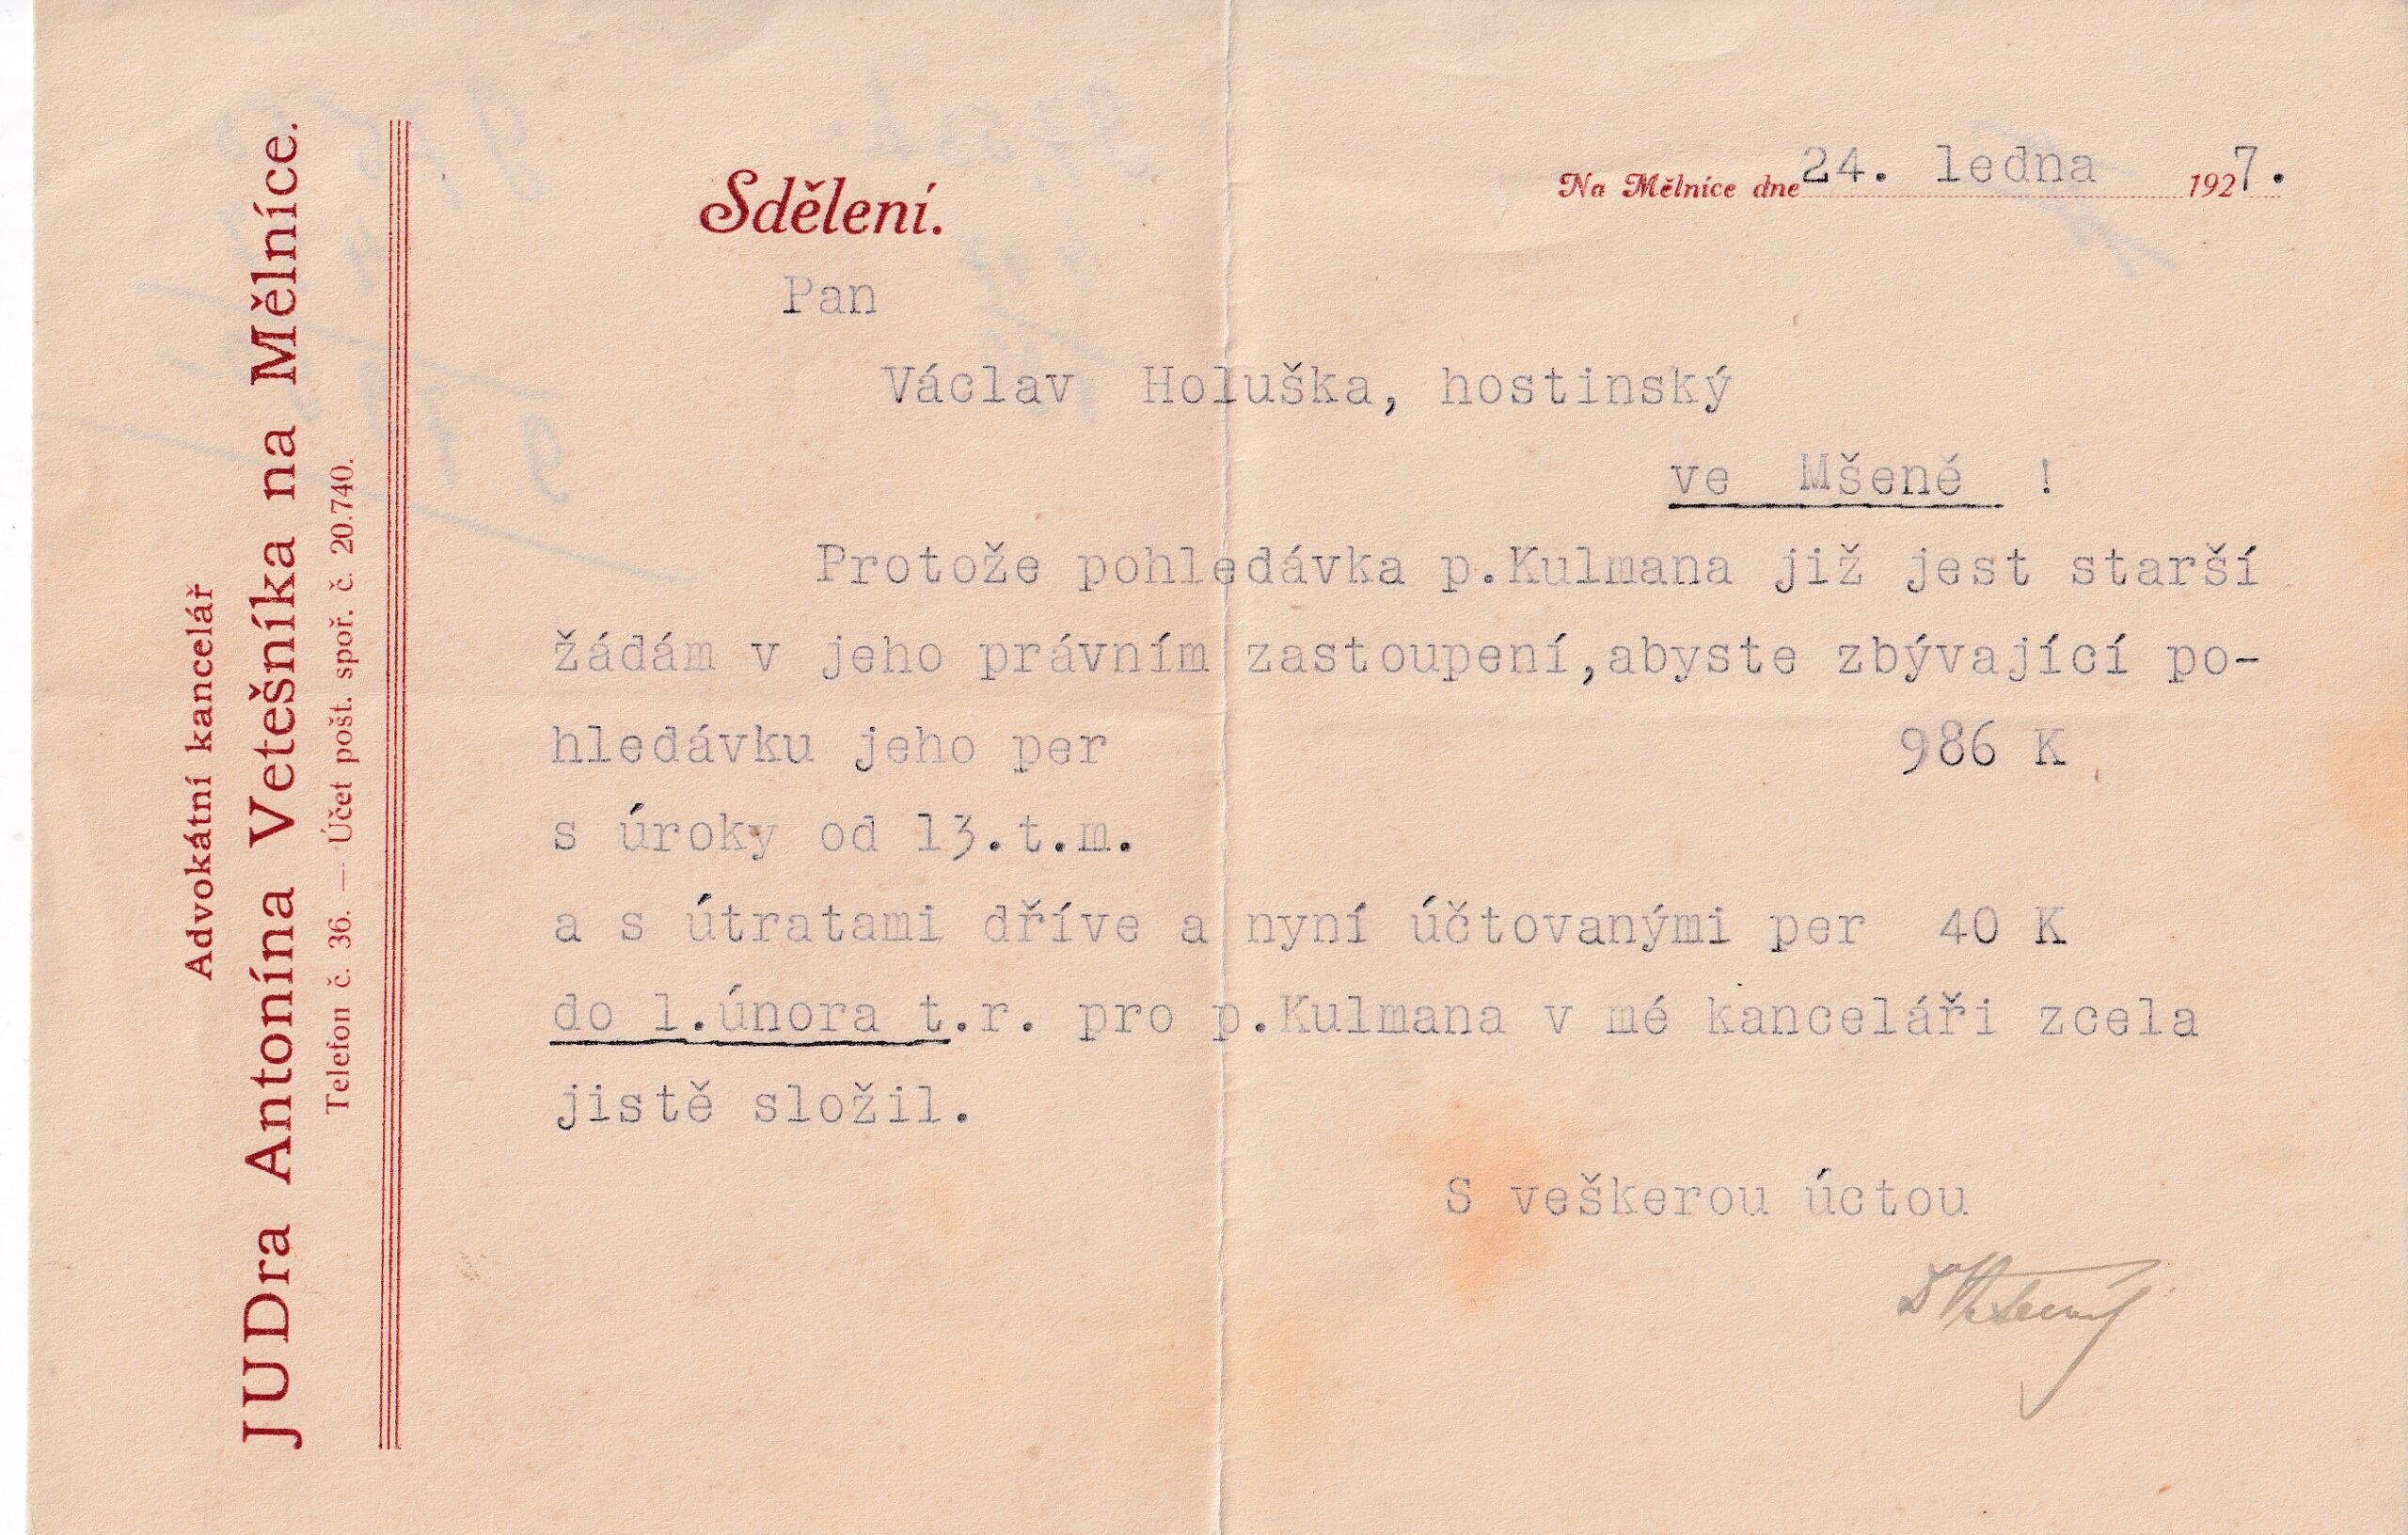 Advokátní kancelář
JUDra Antonína Vetešníka na Mělníce.
Telefon č. 36. — Účet pošt. spoř. č. 20.740.
Sdělení.
Na Mělníce dne 24. ledna 1927.
Pan
Václav Holuška, hostinský
ve Mšeně !
Protože pohledávka p.Kulmana již jest starší
žádám v jeho právním zastoupení,abyste zbývající po-
hledávku jeho per 986 K
s úroky od 13.t.m.
a s útratami dříve a nyní účtovanými per 40 K
do 1.února t.r. pro p.Kulmana v mé kanceláři zcela
jistě složil.
S veškerou úctou